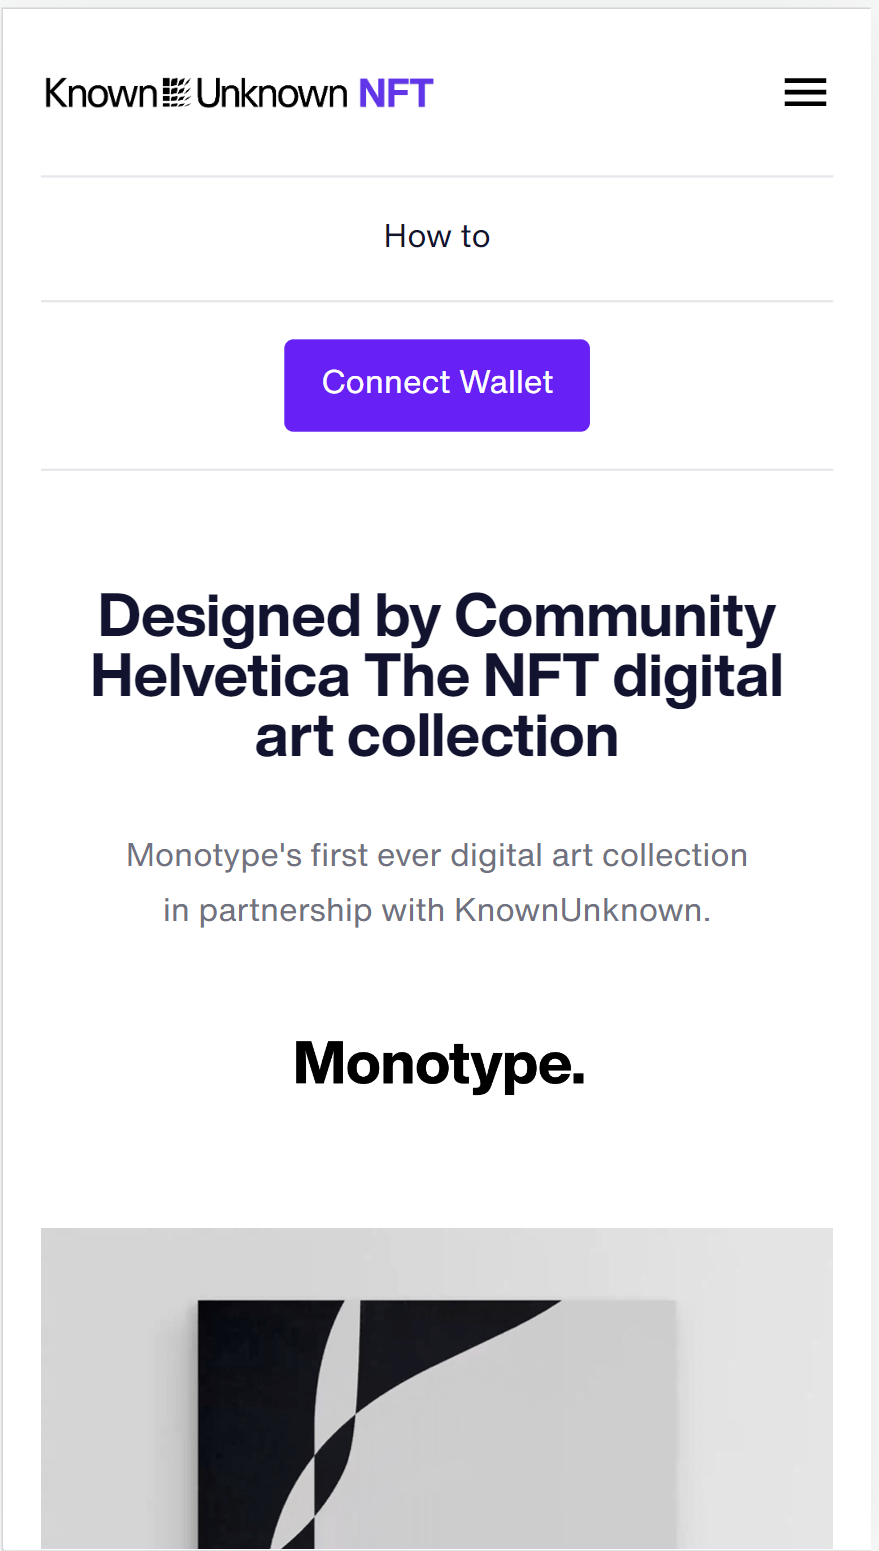 Known Unknown NFT
How to
Connect Wallet
Designed by Community
Helvetica The NFT digital
art collection
Monotype's first ever digital art collection
in partnership with KnownUnknown.
Monotype.